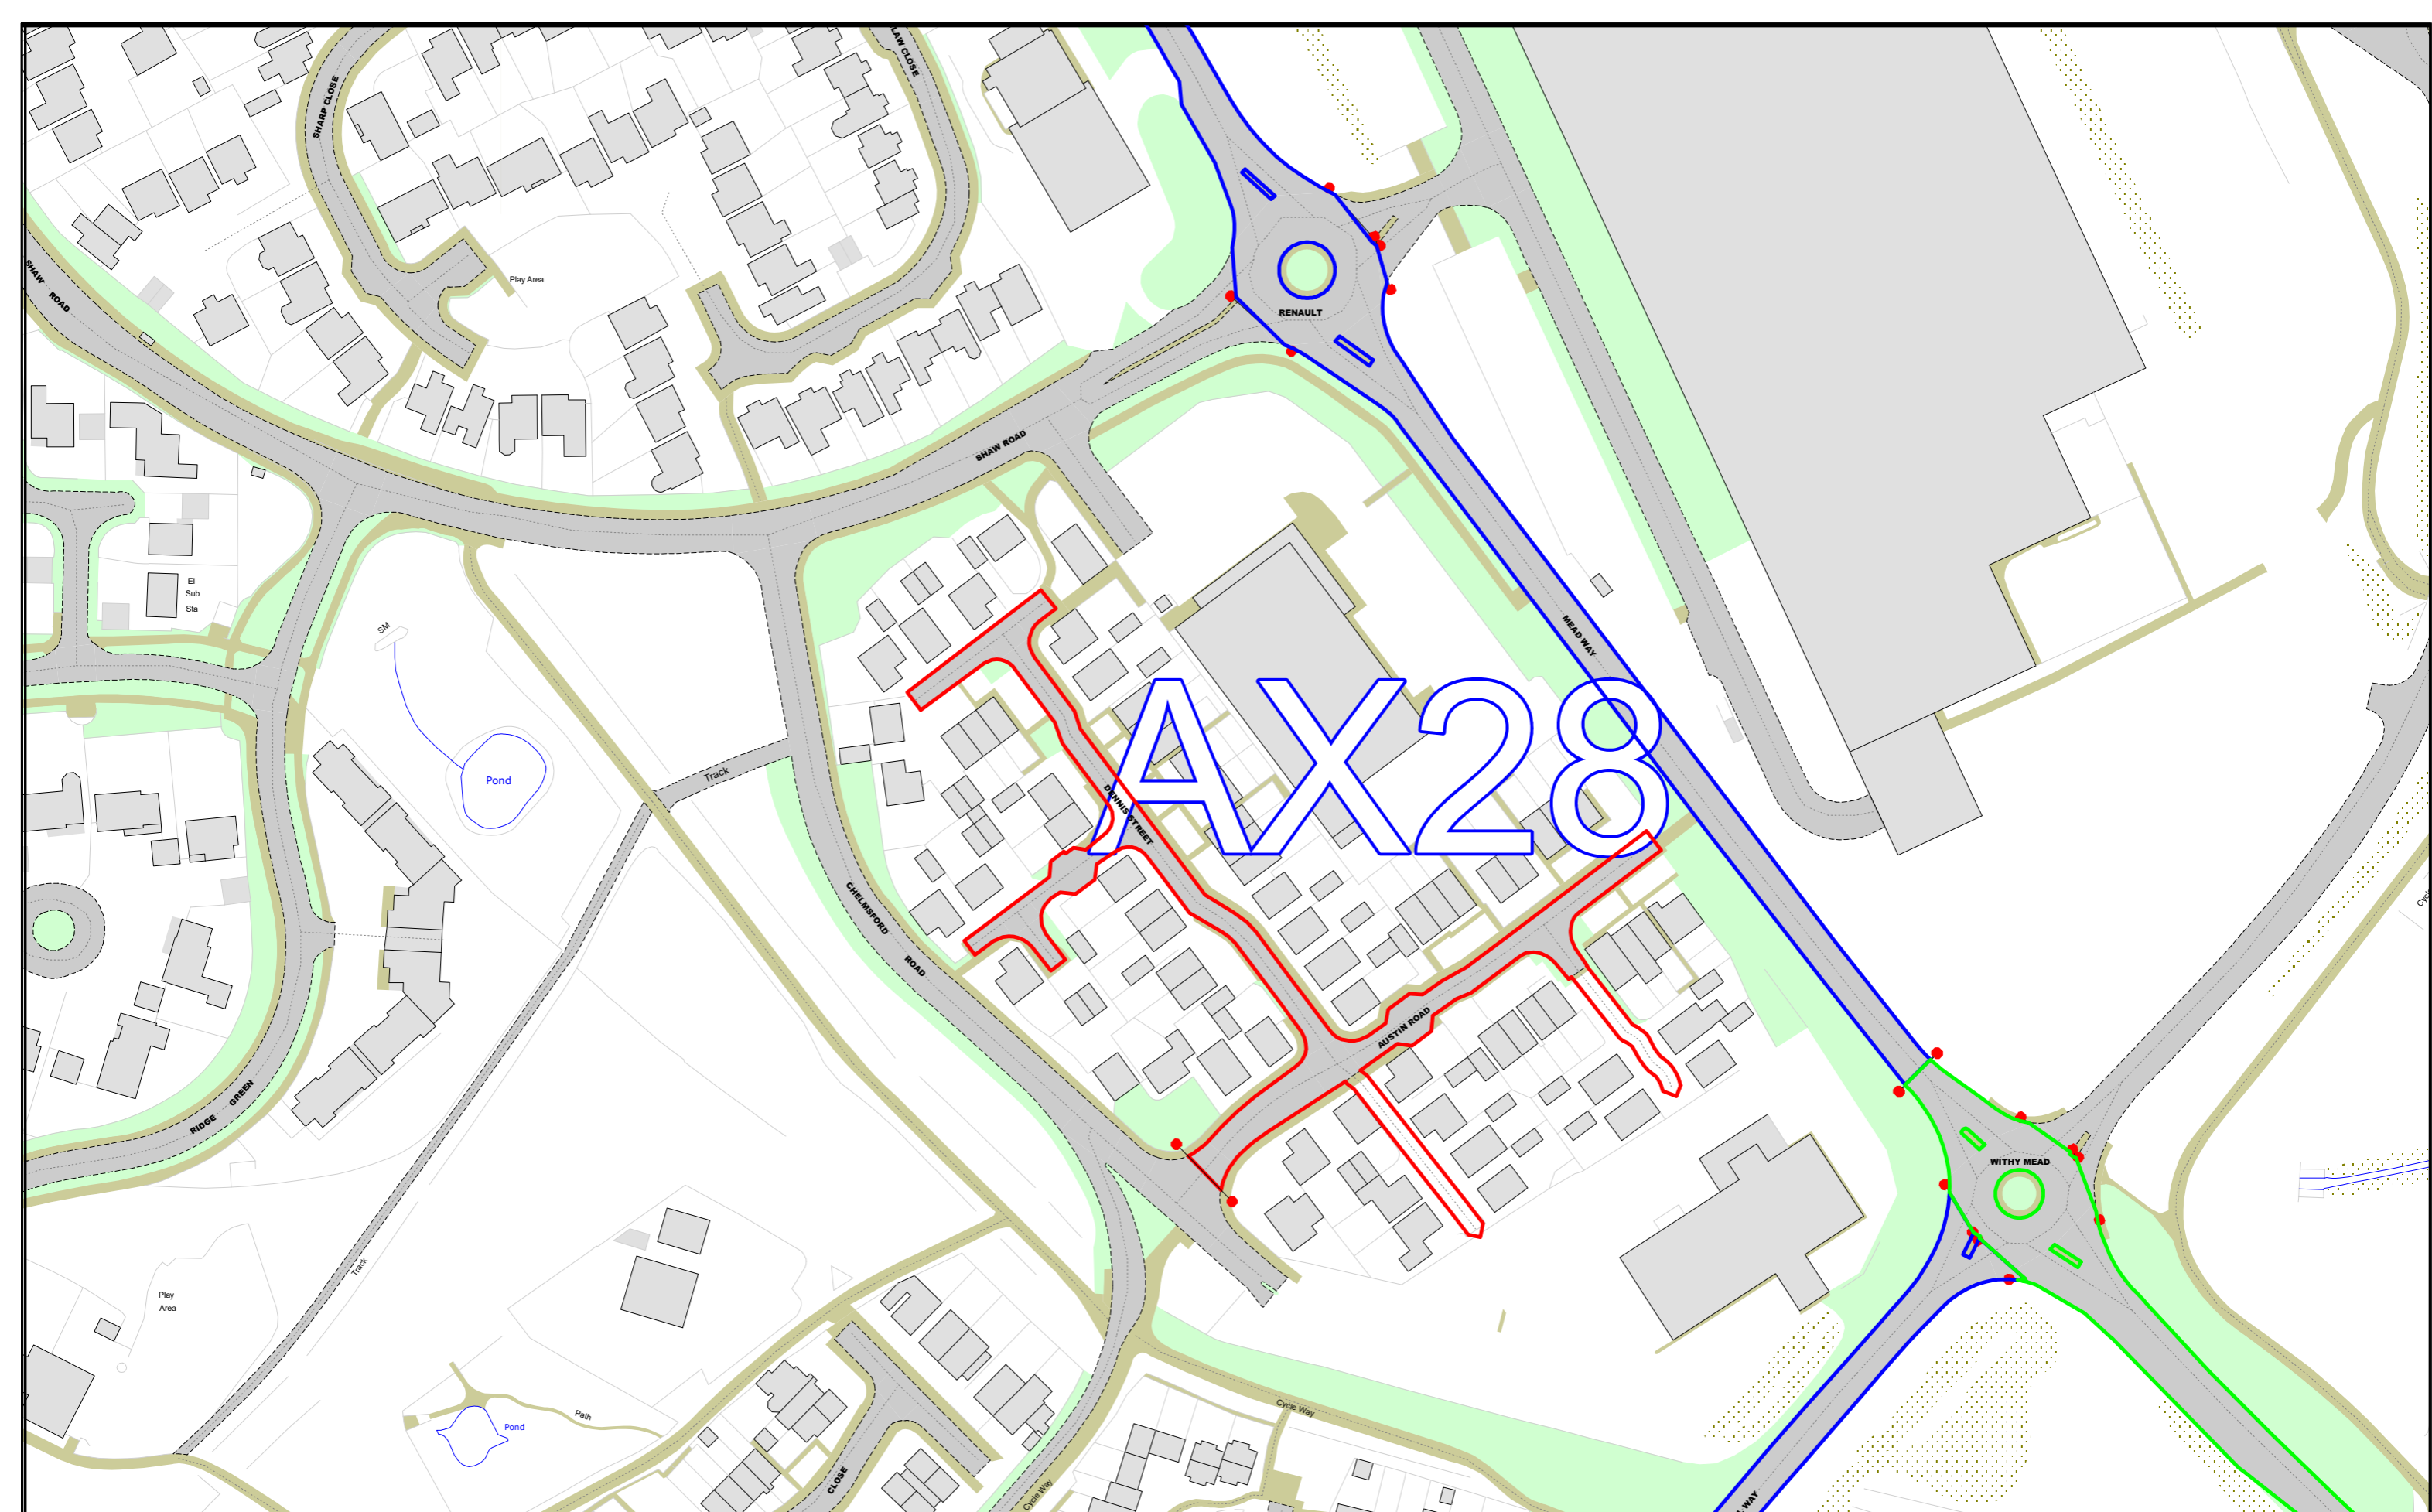 SHARP CLOSE
LAW CLOSE
SHAW ROAD
Play Area
RENAULT
SHAW ROAD
El
Sub
Sta
SM
MEAD WAY
Pond
Track
AX28
DENNIS STREET
CHELMSFORD ROAD
AUSTIN ROAD
RIDGE GREEN
WITHY MEAD
Track
Play
Area
Path
Pond
Cycle Way
CLOSE
Cycle Way
WAY